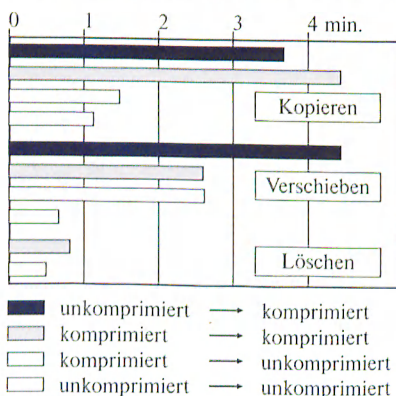 0 1 2 3 4 min.
Kopieren
Verschieben
Löschen
unkomprimiert → komprimiert
komprimiert → komprimiert
komprimiert → unkomprimiert
unkomprimiert → unkomprimiert